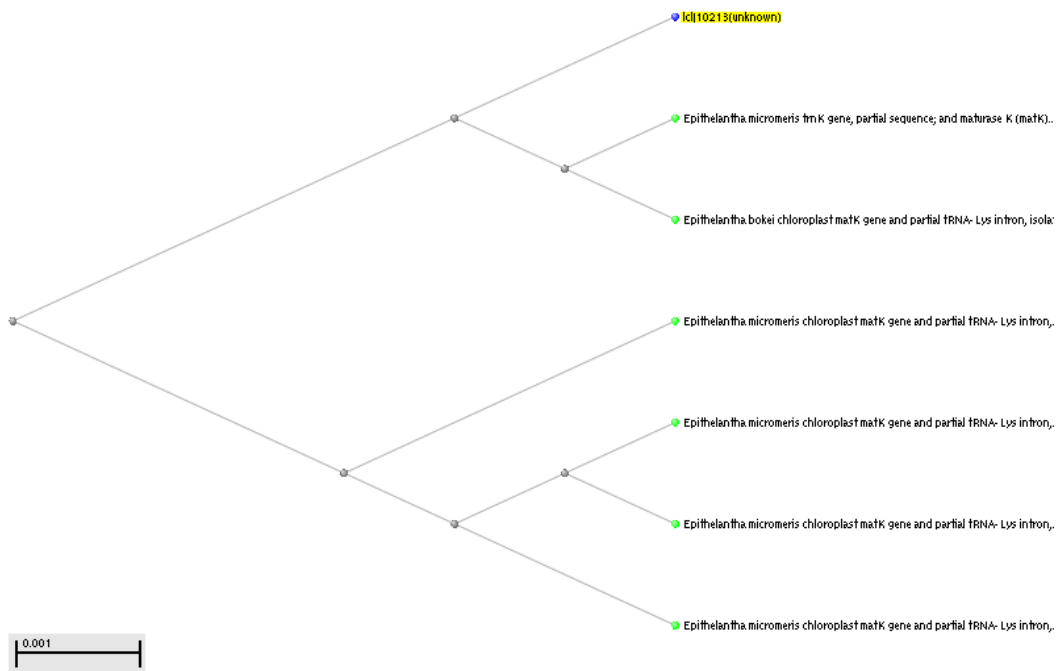 lcl|10213(unknown)
Epithelantha micromeris trnK gene, partial sequence; and maturase K (matK)...
Epithelantha bokei chloroplast matK gene and partial tRNA-Lys intron, isola
Epithelantha micromeris chloroplast matK gene and partial tRNA-Lys intron,...
Epithelantha micromeris chloroplast matK gene and partial tRNA-Lys intron,...
Epithelantha micromeris chloroplast matK gene and partial tRNA-Lys intron,...
Epithelantha micromeris chloroplast matK gene and partial tRNA-Lys intron,...
0.001